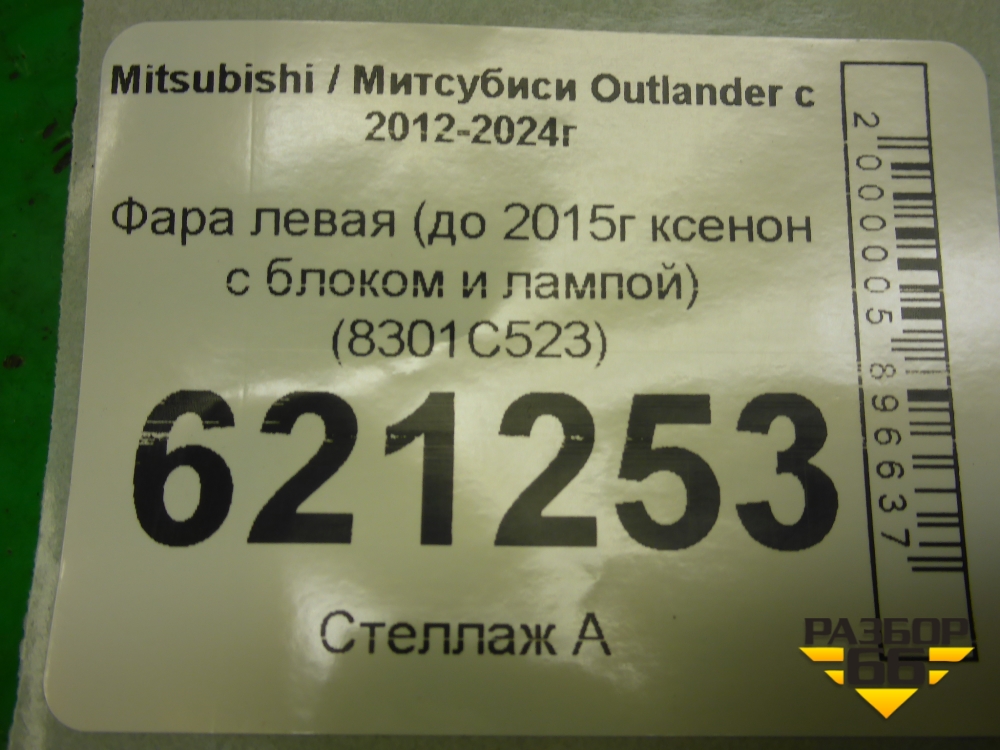 Mitsubishi / Митсубиси Outlander с
2012-2024г
Фара левая (до 2015г ксенон
с блоком и лампой)
(8301C523)
621253
Стеллаж А
2000005896637
РАЗБОР
66